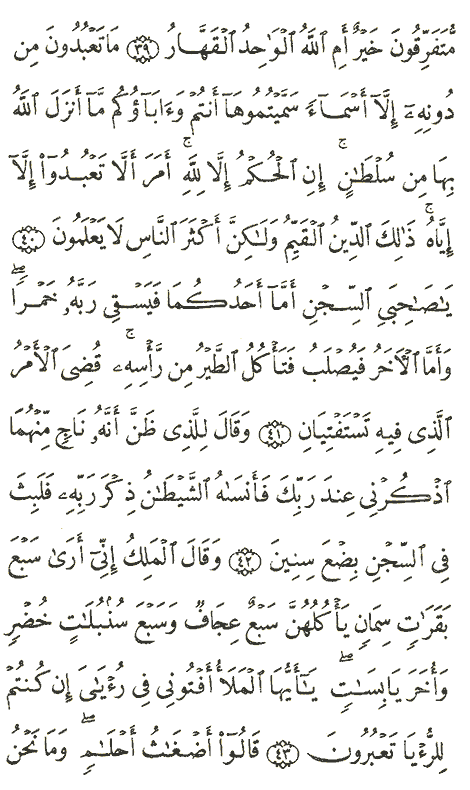 مُّتَفَرِّقُونَ خَيْرٌ أَمِ ٱللَّهُ ٱلْوَٰحِدُ ٱلْقَهَّارُ ﴿٣٩﴾ مَا تَعْبُدُونَ مِن
دُونِهِۦٓ إِلَّآ أَسْمَآءً سَمَّيْتُمُوهَآ أَنتُمْ وَءَابَآؤُكُم مَّآ أَنزَلَ ٱللَّهُ
بِهَا مِن سُلْطَٰنٍ ۚ إِنِ ٱلْحُكْمُ إِلَّا لِلَّهِ ۚ أَمَرَ أَلَّا تَعْبُدُوٓا۟ إِلَّآ
إِيَّاهُ ۚ ذَٰلِكَ ٱلدِّينُ ٱلْقَيِّمُ وَلَٰكِنَّ أَكْثَرَ ٱلنَّاسِ لَا يَعْلَمُونَ ﴿٤٠﴾
يَٰصَٰحِبَىِ ٱلسِّجْنِ أَمَّآ أَحَدُكُمَا فَيَسْقِى رَبَّهُۥ خَمْرًا ۖ
وَأَمَّا ٱلْءَاخَرُ فَيُصْلَبُ فَتَأْكُلُ ٱلطَّيْرُ مِن رَّأْسِهِۦ ۚ قُضِىَ ٱلْأَمْرُ
ٱلَّذِى فِيهِ تَسْتَفْتِيَانِ ﴿٤١﴾ وَقَالَ لِلَّذِى ظَنَّ أَنَّهُۥ نَاجٍ مِّنْهُمَا
ٱذْكُرْنِى عِندَ رَبِّكَ فَأَنسَىٰهُ ٱلشَّيْطَٰنُ ذِكْرَ رَبِّهِۦ فَلَبِثَ
فِى ٱلسِّجْنِ بِضْعَ سِنِينَ ﴿٤٢﴾ وَقَالَ ٱلْمَلِكُ إِنِّىٓ أَرَىٰ سَبْعَ
بَقَرَٰتٍ سِمَانٍ يَأْكُلُهُنَّ سَبْعٌ عِجَافٌ وَسَبْعَ سُنۢبُلَٰتٍ خُضْرٍ
وَأُخَرَ يَابِسَٰتٍ ۖ يَٰٓأَيُّهَا ٱلْمَلَأُ أَفْتُونِى فِى رُءْيَٰىَ إِن كُنتُمْ
لِلرُّءْيَا تَعْبُرُونَ ﴿٤٣﴾ قَالُوٓا۟ أَضْغَٰثُ أَحْلَٰمٍ ۖ وَمَا نَحْنُ